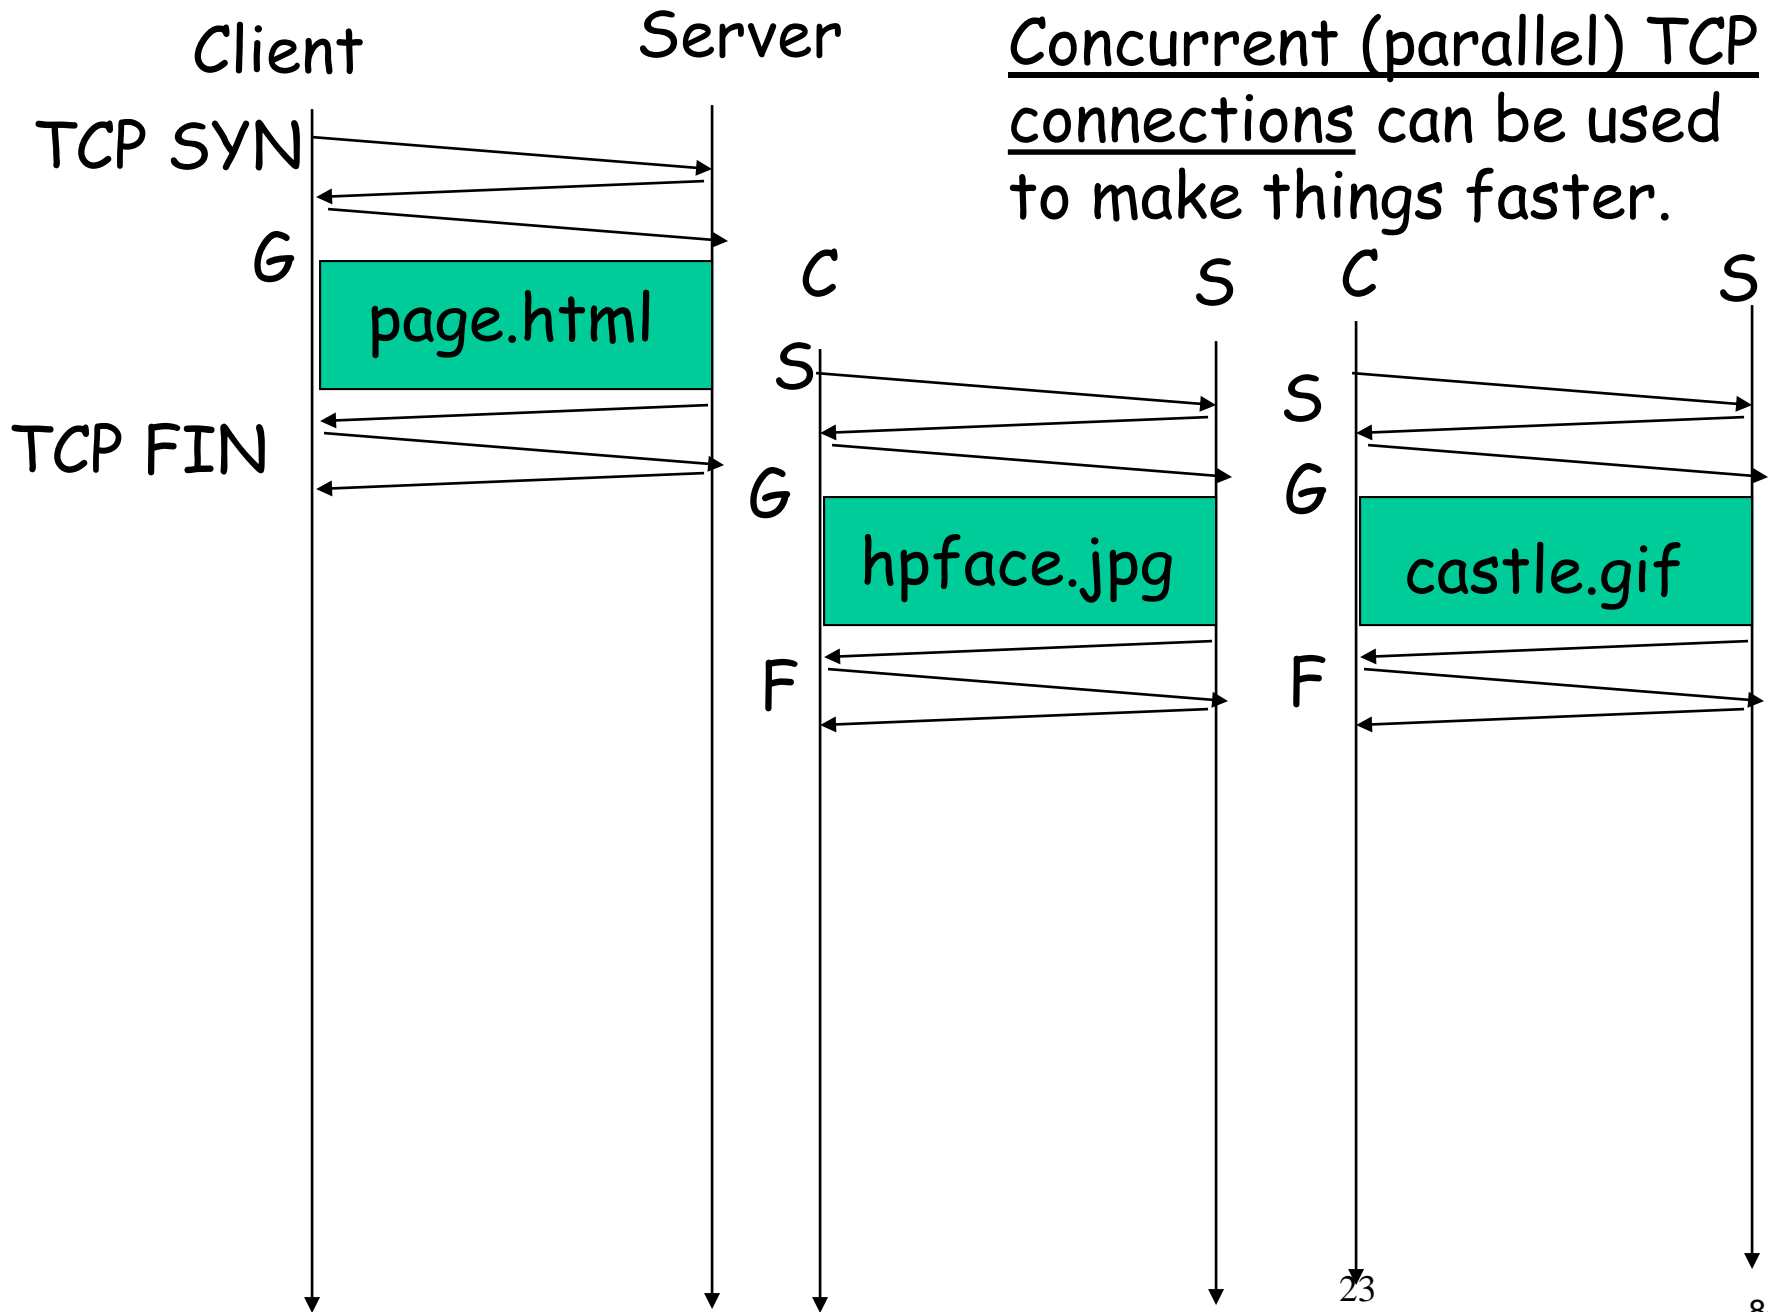 Client
Server
Concurrent (parallel) TCP
connections can be used
to make things faster.
TCP SYN
G
page.html
TCP FIN
C
S
S
G
hpface.jpg
F
C
S
S
G
castle.gif
F
23
8